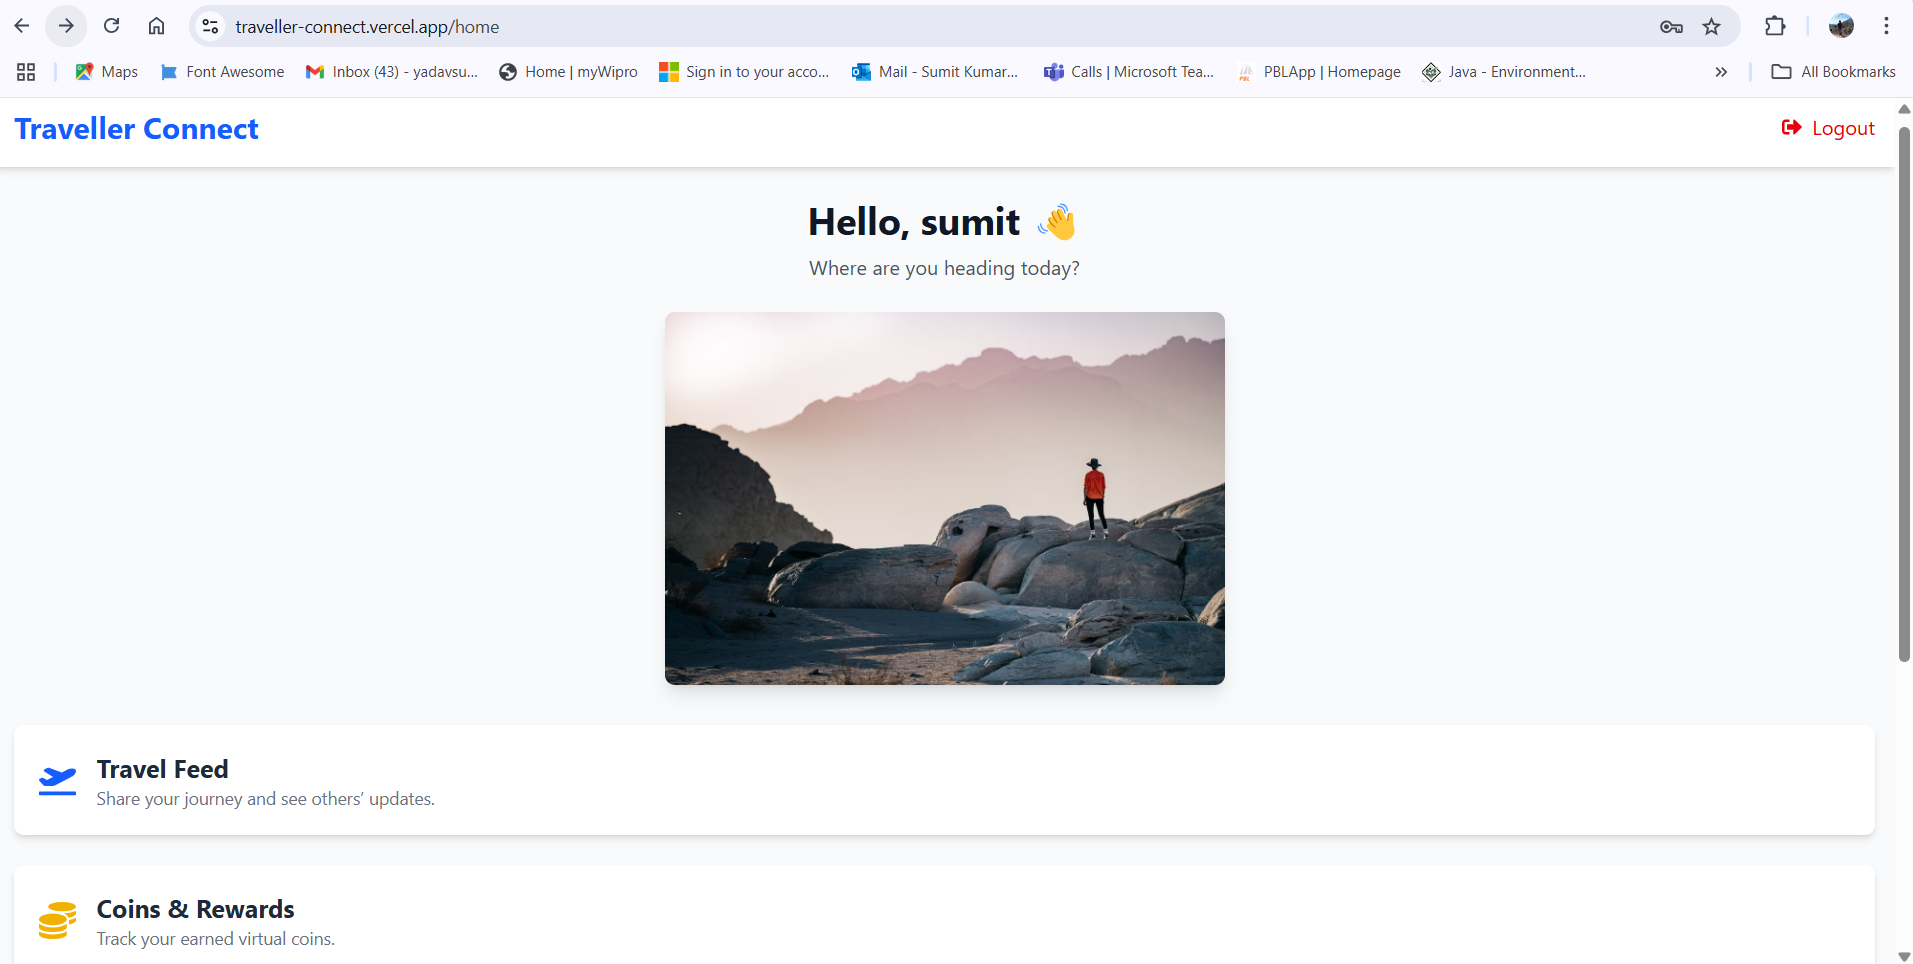 traveller-connect.vercel.app/home
Maps
Font Awesome
Inbox (43) - yadavsu...
Home | myWipro
Sign in to your acco...
Mail - Sumit Kumar...
Calls | Microsoft Tea...
PBLApp | Homepage
Java - Environment...
All Bookmarks
Traveller Connect
Logout
Hello, sumit 👋
Where are you heading today?
Travel Feed
Share your journey and see others’ updates.
Coins & Rewards
Track your earned virtual coins.